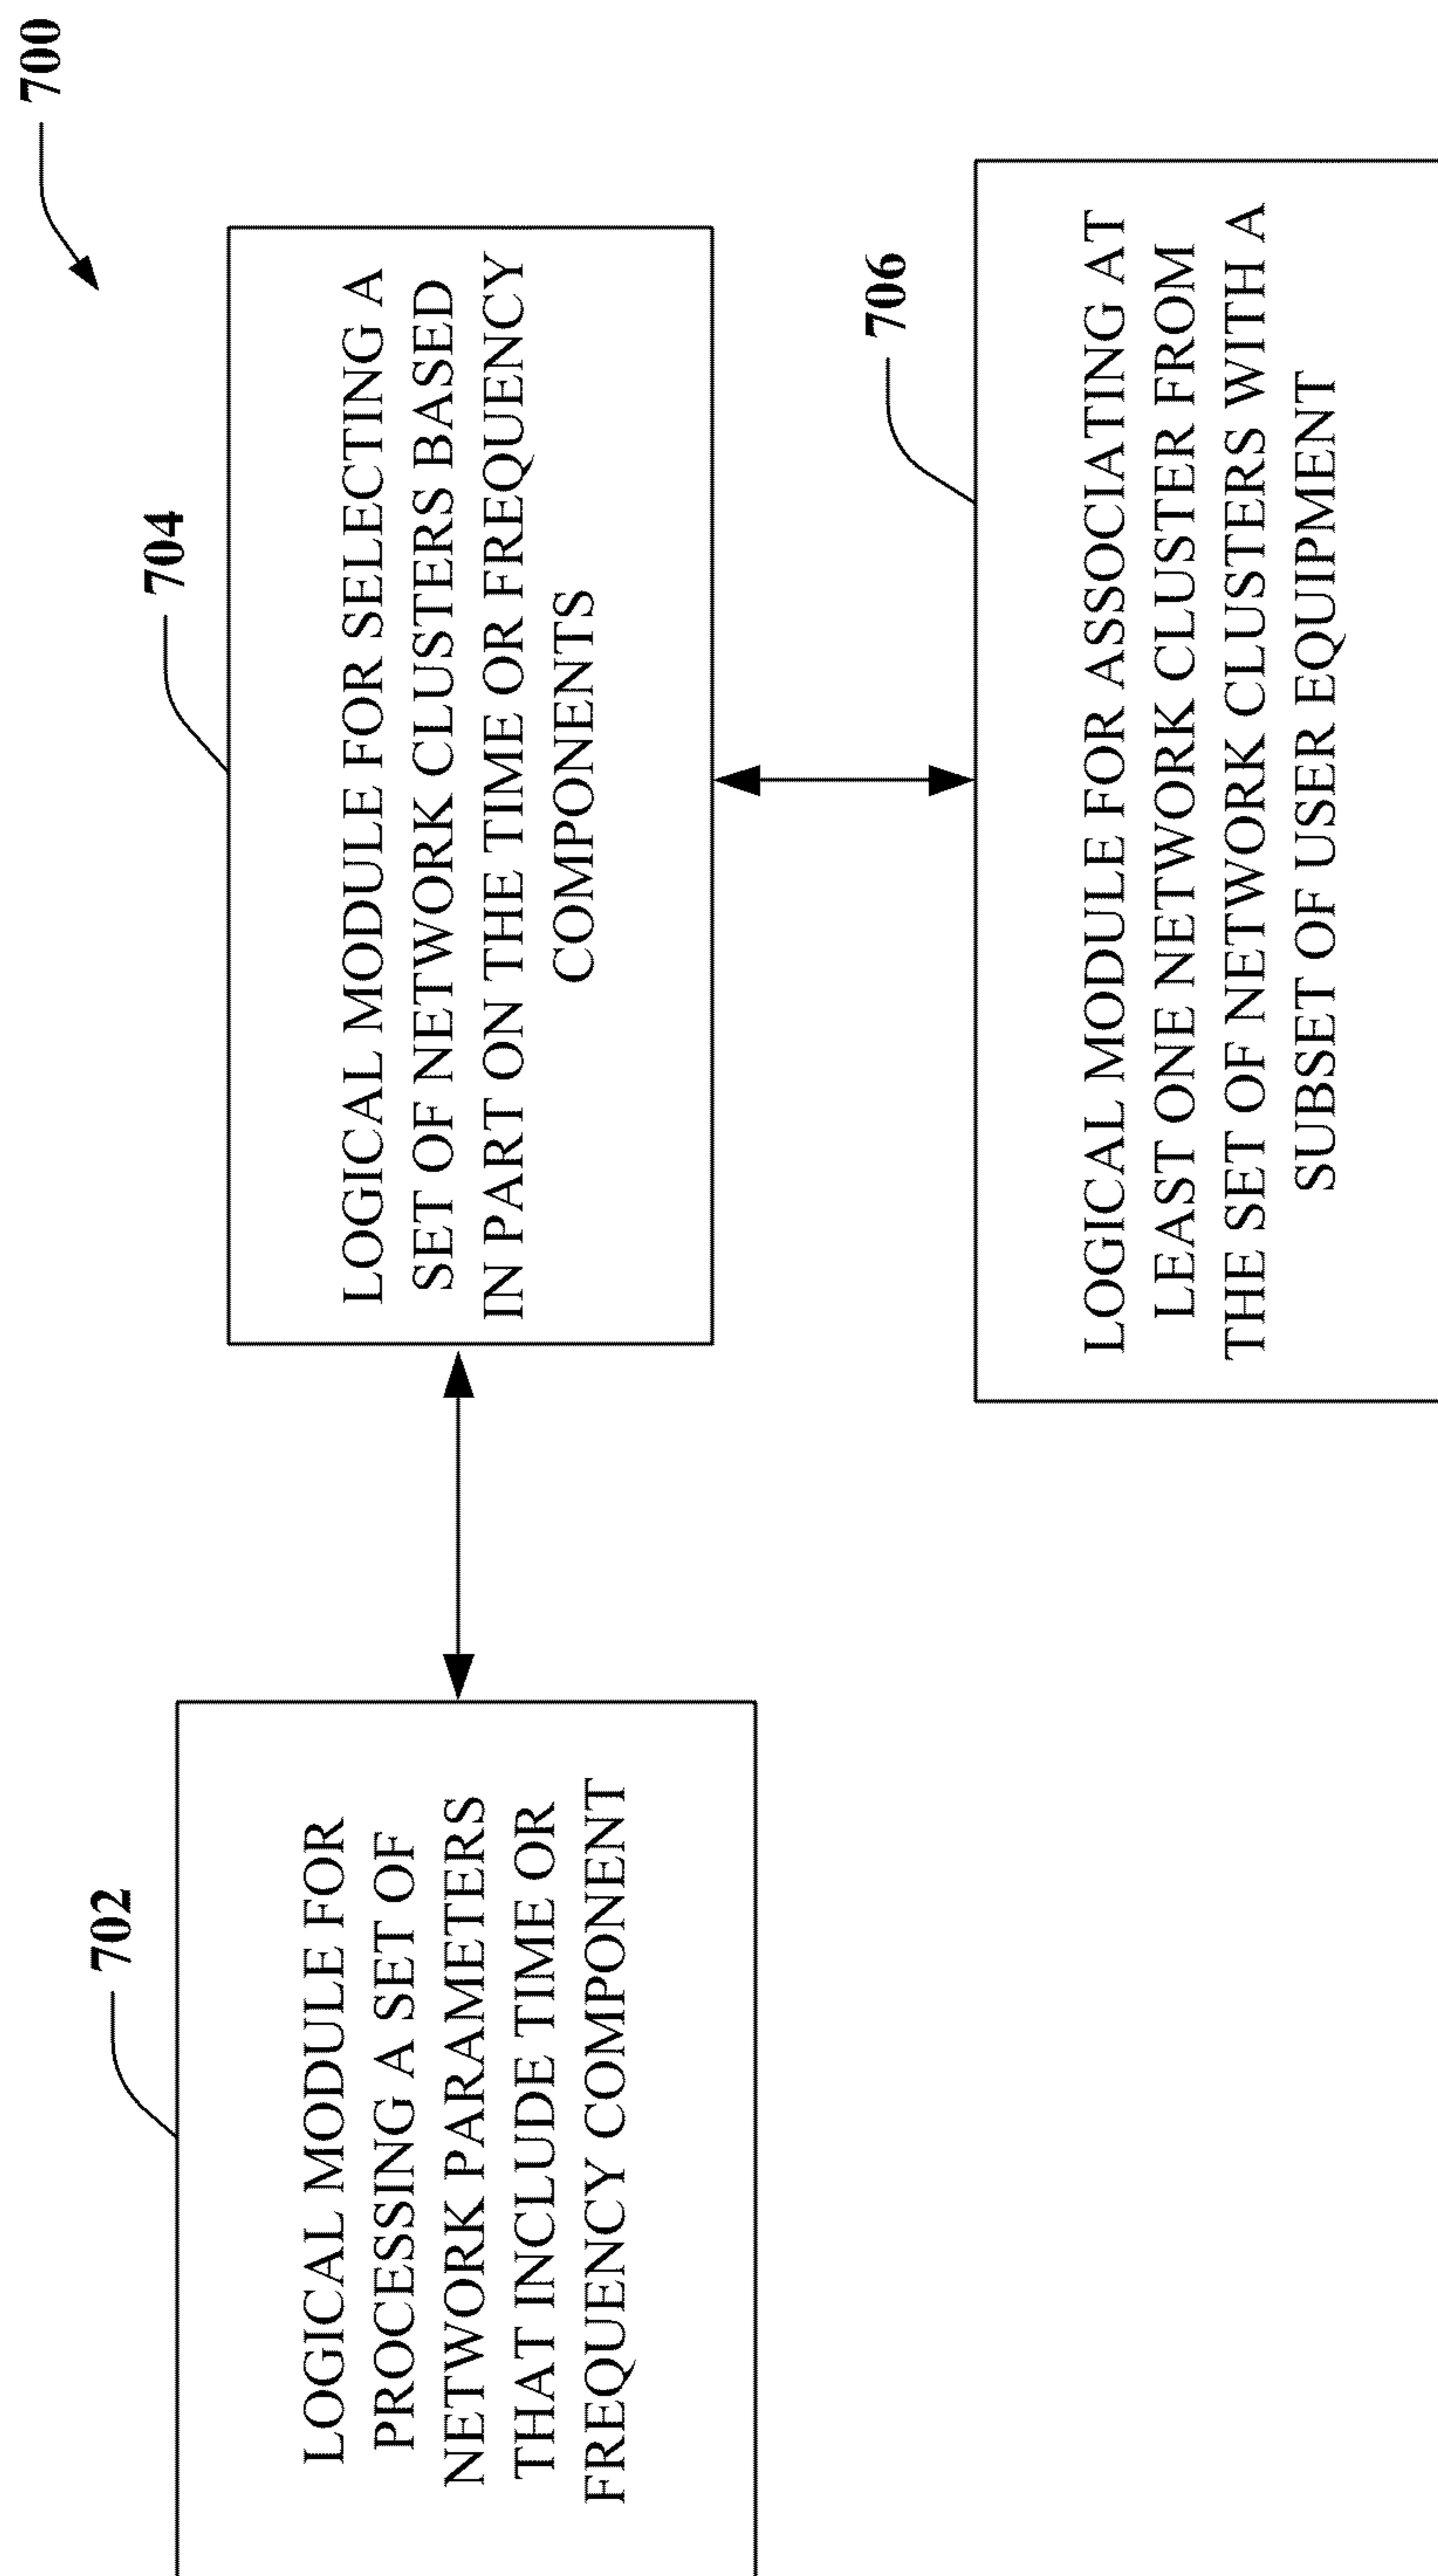 700
702
LOGICAL MODULE FOR
PROCESSING A SET OF
NETWORK PARAMETERS
THAT INCLUDE TIME OR
FREQUENCY COMPONENT
704
LOGICAL MODULE FOR SELECTING A
SET OF NETWORK CLUSTERS BASED
IN PART ON THE TIME OR FREQUENCY
COMPONENTS
706
LOGICAL MODULE FOR ASSOCIATING AT
LEAST ONE NETWORK CLUSTER FROM
THE SET OF NETWORK CLUSTERS WITH A
SUBSET OF USER EQUIPMENT